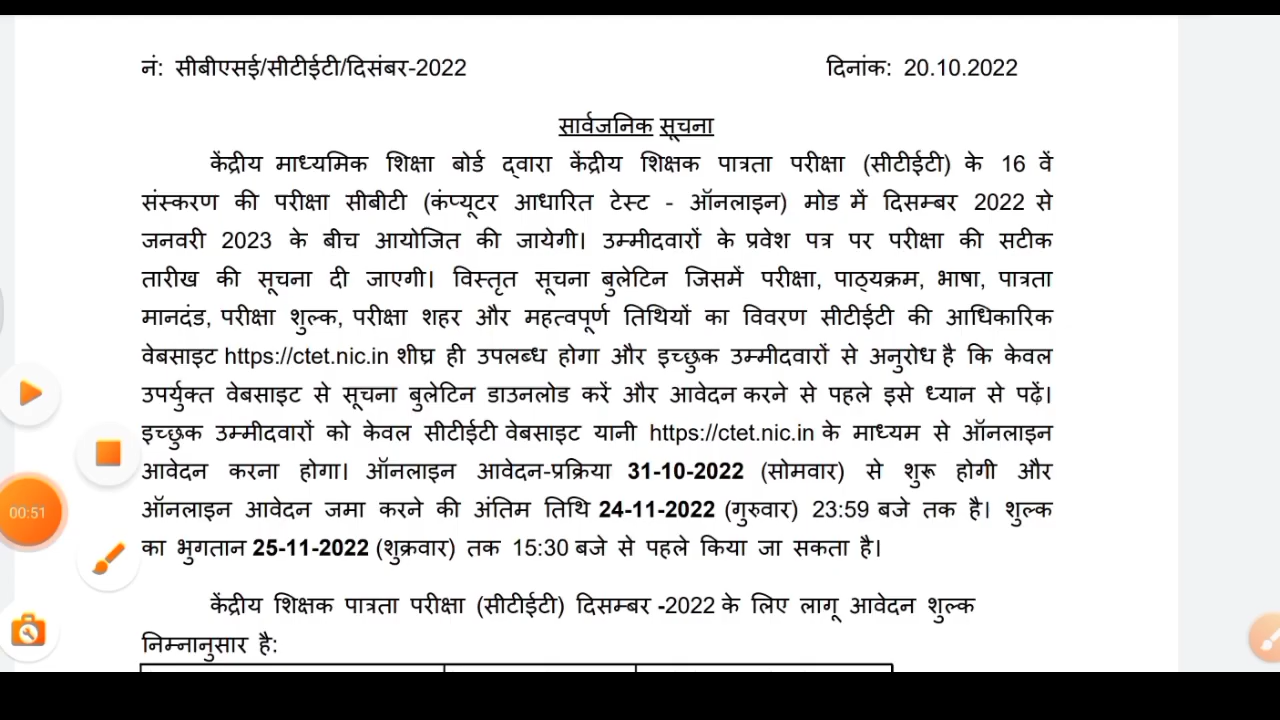 नं: सीबीएसई/सीटीईटी/दिसंबर-2022 दिनांक: 20.10.2022
सार्वजनिक सूचना
केंद्रीय माध्यमिक शिक्षा बोर्ड द्वारा केंद्रीय शिक्षक पात्रता परीक्षा (सीटीईटी) के 16 वें
संस्करण की परीक्षा सीबीटी (कंप्यूटर आधारित टेस्ट - ऑनलाइन) मोड में दिसम्बर 2022 से
जनवरी 2023 के बीच आयोजित की जायेगी। उम्मीदवारों के प्रवेश पत्र पर परीक्षा की सटीक
तारीख की सूचना दी जाएगी। विस्तृत सूचना बुलेटिन जिसमें परीक्षा, पाठ्यक्रम, भाषा, पात्रता
मानदंड, परीक्षा शुल्क, परीक्षा शहर और महत्वपूर्ण तिथियों का विवरण सीटीईटी की आधिकारिक
वेबसाइट https://ctet.nic.in शीघ्र ही उपलब्ध होगा और इच्छुक उम्मीदवारों से अनुरोध है कि केवल
उपर्युक्त वेबसाइट से सूचना बुलेटिन डाउनलोड करें और आवेदन करने से पहले इसे ध्यान से पढ़ें।
इच्छुक उम्मीदवारों को केवल सीटीईटी वेबसाइट यानी https://ctet.nic.in के माध्यम से ऑनलाइन
आवेदन करना होगा। ऑनलाइन आवेदन-प्रक्रिया 31-10-2022 (सोमवार) से शुरू होगी और
ऑनलाइन आवेदन जमा करने की अंतिम तिथि 24-11-2022 (गुरुवार) 23:59 बजे तक है। शुल्क
का भुगतान 25-11-2022 (शुक्रवार) तक 15:30 बजे से पहले किया जा सकता है।
केंद्रीय शिक्षक पात्रता परीक्षा (सीटीईटी) दिसम्बर -2022 के लिए लागू आवेदन शुल्क
निम्नानुसार है:
00:51